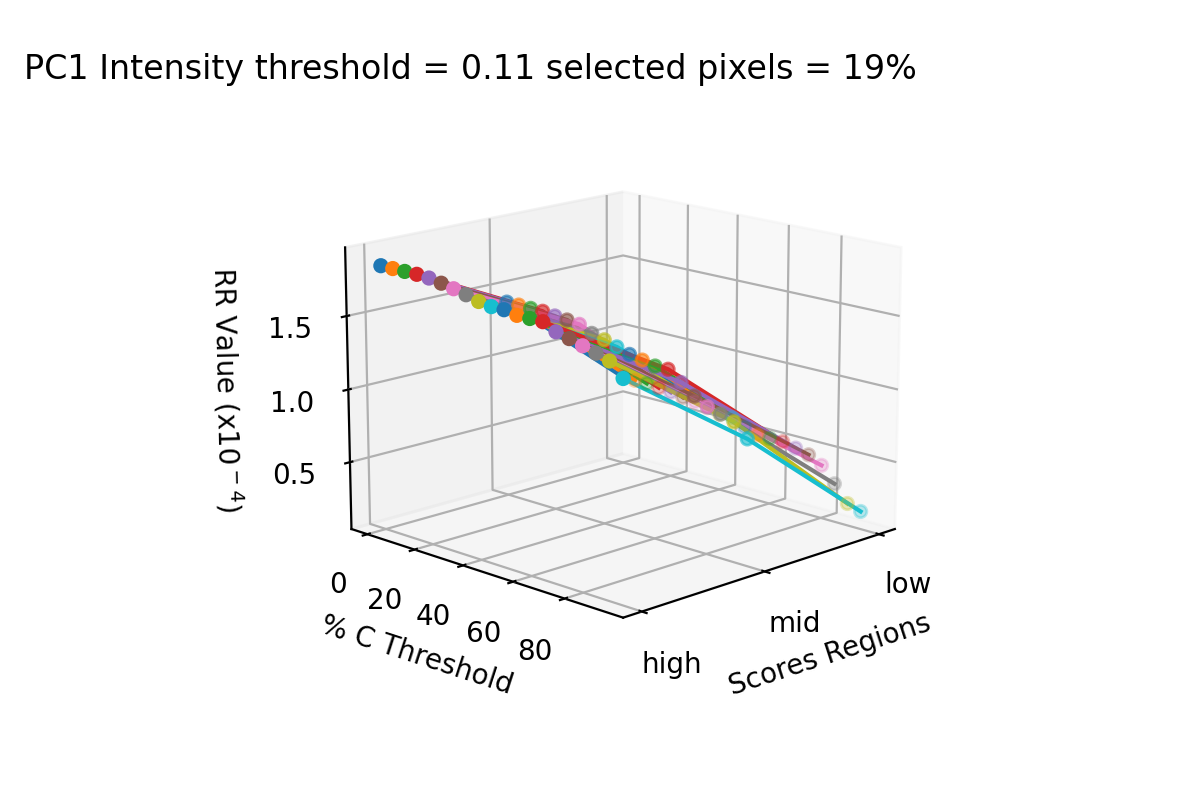 PC1 Intensity threshold = 0.11 selected pixels = 19%
RR Value (x10⁻⁴)
1.5
1.0
0.5
0
20
40
60
80
% C Threshold
high
mid
low
Scores Regions